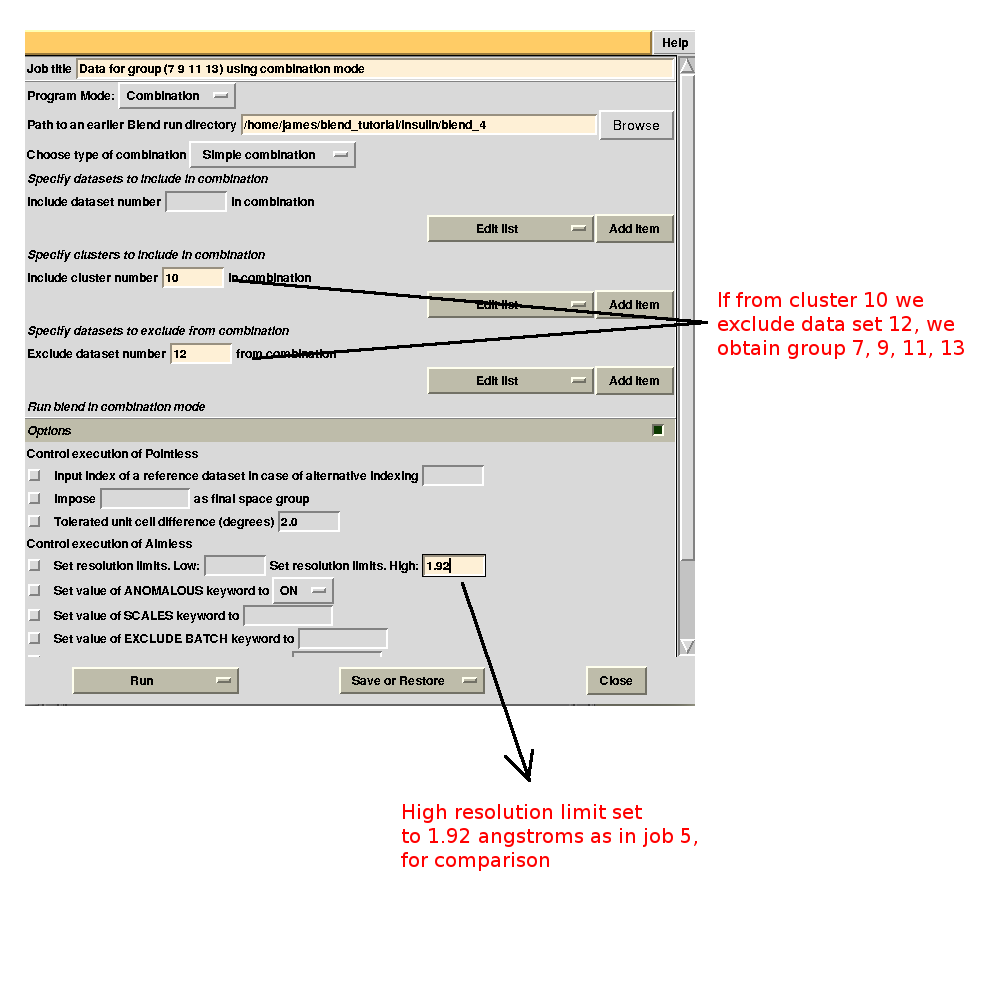 Help
Job title Data for group (7 9 11 13) using combination mode
Program Mode: Combination
Path to an earlier Blend run directory /home/james/blend_tutorial/insulin/blend_4 Browse
Choose type of combination Simple combination
Specify datasets to include in combination
Include dataset number in combination
Edit list Add item
Specify clusters to include in combination
Include cluster number 10 in combination
Edit list Add item
Specify datasets to exclude from combination
Exclude dataset number 12 from combination
Edit list Add item
If from cluster 10 we
exclude data set 12, we
obtain group 7, 9, 11, 13
Run blend in combination mode
Options
Control execution of Pointless
Input index of a reference dataset in case of alternative indexing
Impose as final space group
Tolerated unit cell difference (degrees) 2.0
Control execution of Aimless
Set resolution limits. Low: Set resolution limits. High: 1.92
Set value of ANOMALOUS keyword to ON
Set value of SCALES keyword to
Set value of EXCLUDE BATCH keyword to
Run Save or Restore Close
High resolution limit set
to 1.92 angstroms as in job 5,
for comparison